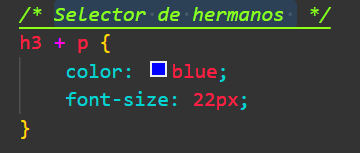 /* Selector de hermanos  */
h3 + p {
    color: blue;
    font-size: 22px;
}